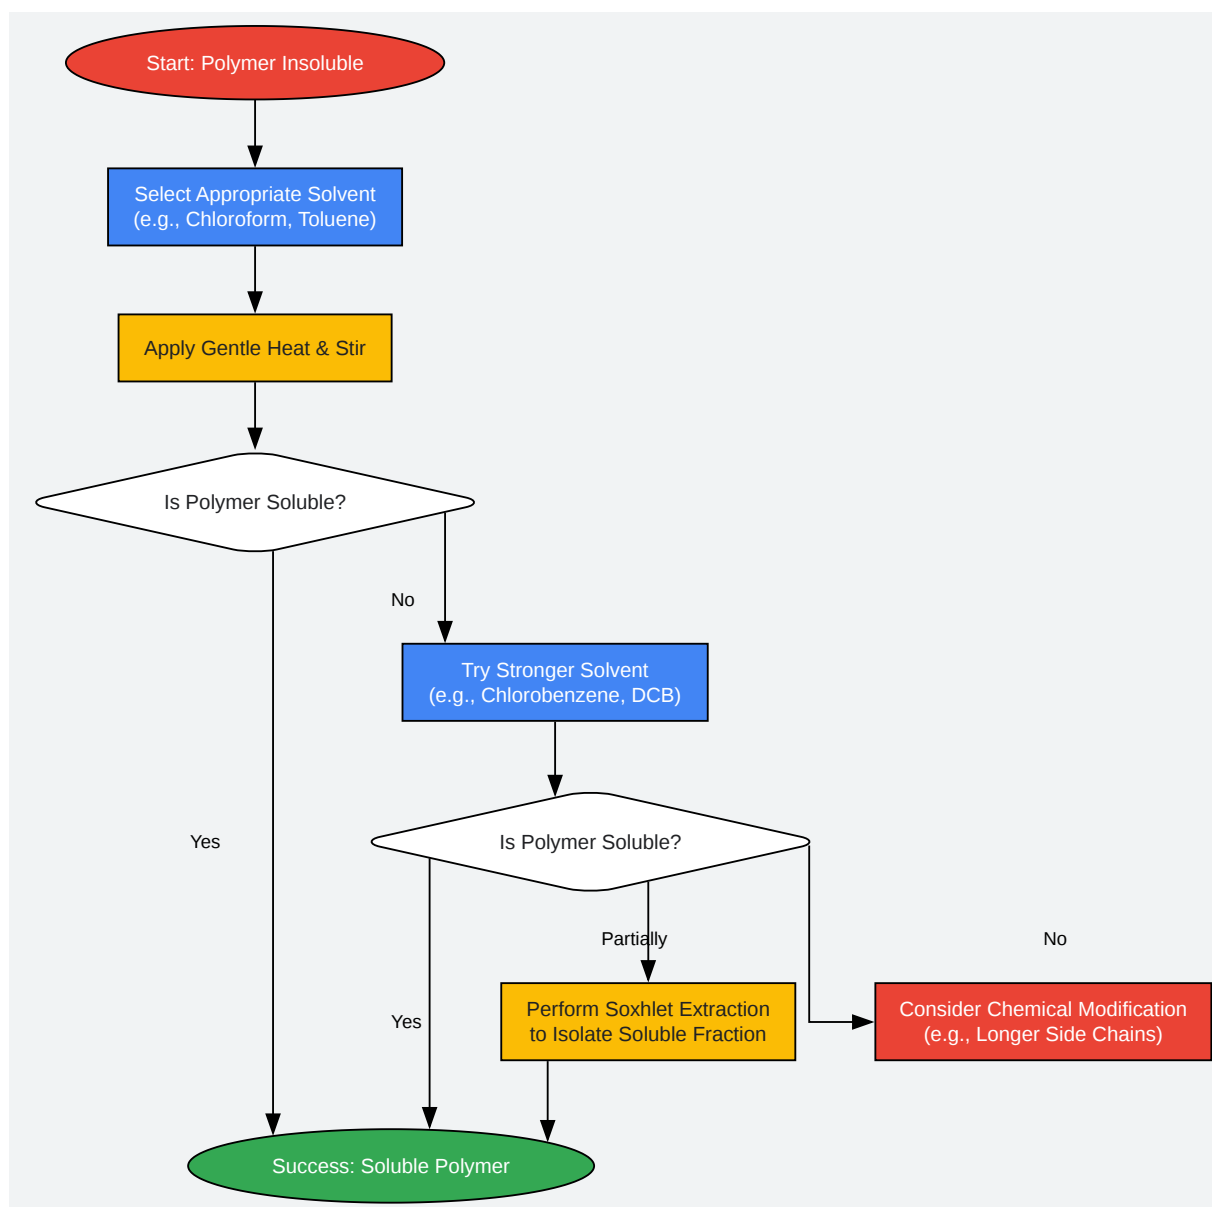 Start: Polymer Insoluble
Select Appropriate Solvent
(e.g., Chloroform, Toluene)
Apply Gentle Heat & Stir
Is Polymer Soluble?
No
Try Stronger Solvent
(e.g., Chlorobenzene, DCB)
Yes
Is Polymer Soluble?
Partially
No
Perform Soxhlet Extraction
to Isolate Soluble Fraction
Consider Chemical Modification
(e.g., Longer Side Chains)
Yes
Success: Soluble Polymer